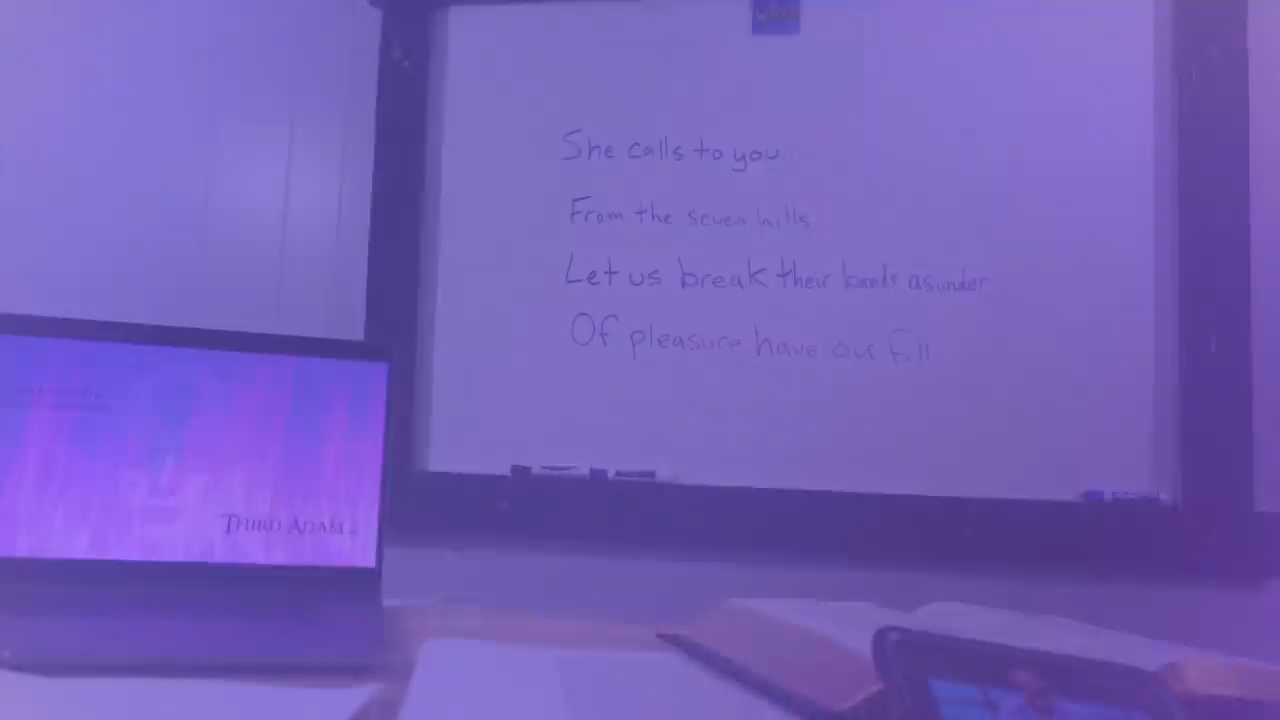 She calls to you
From the seven hills
Let us break their bands asunder
Of pleasure have our fill
THIRD ADAM